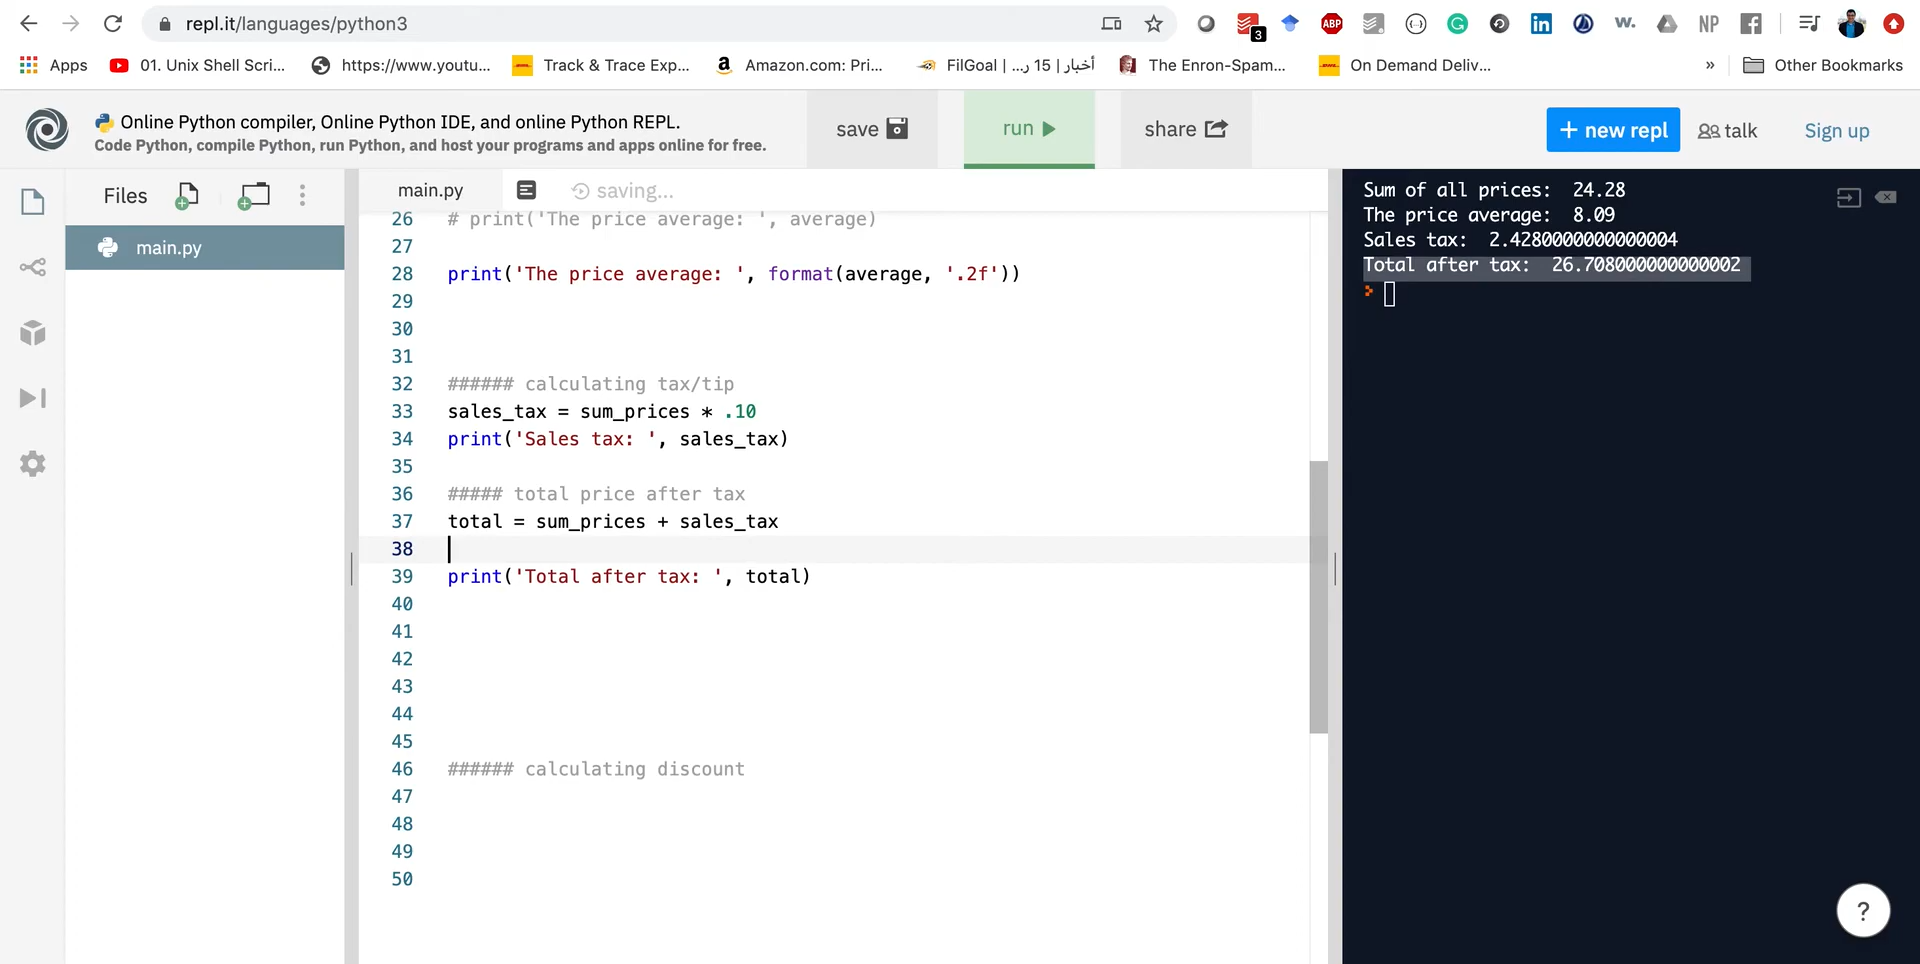 repl.it/languages/python3
3
ABP
w.
NP
Apps
01. Unix Shell Scri...
https://www.youtu...
Track & Trace Exp...
Amazon.com: Pri...
FilGoal | أخبار | 15 ر...
The Enron-Spam...
On Demand Deliv...
»
Other Bookmarks
Online Python compiler, Online Python IDE, and online Python REPL.
Code Python, compile Python, run Python, and host your programs and apps online for free.
save
run
share
+ new repl
talk
Sign up
Files
main.py
main.py
saving...
26 # print('The price average: ', average)
27
28 print('The price average: ', format(average, '.2f'))
29
30
31
32 ###### calculating tax/tip
33 sales_tax = sum_prices * .10
34 print('Sales tax: ', sales_tax)
35
36 ##### total price after tax
37 total = sum_prices + sales_tax
38
39 print('Total after tax: ', total)
40
41
42
43
44
45
46 ###### calculating discount
47
48
49
50
Sum of all prices:  24.28
The price average:  8.09
Sales tax:  2.4280000000000004
Total after tax:  26.708000000000002
?